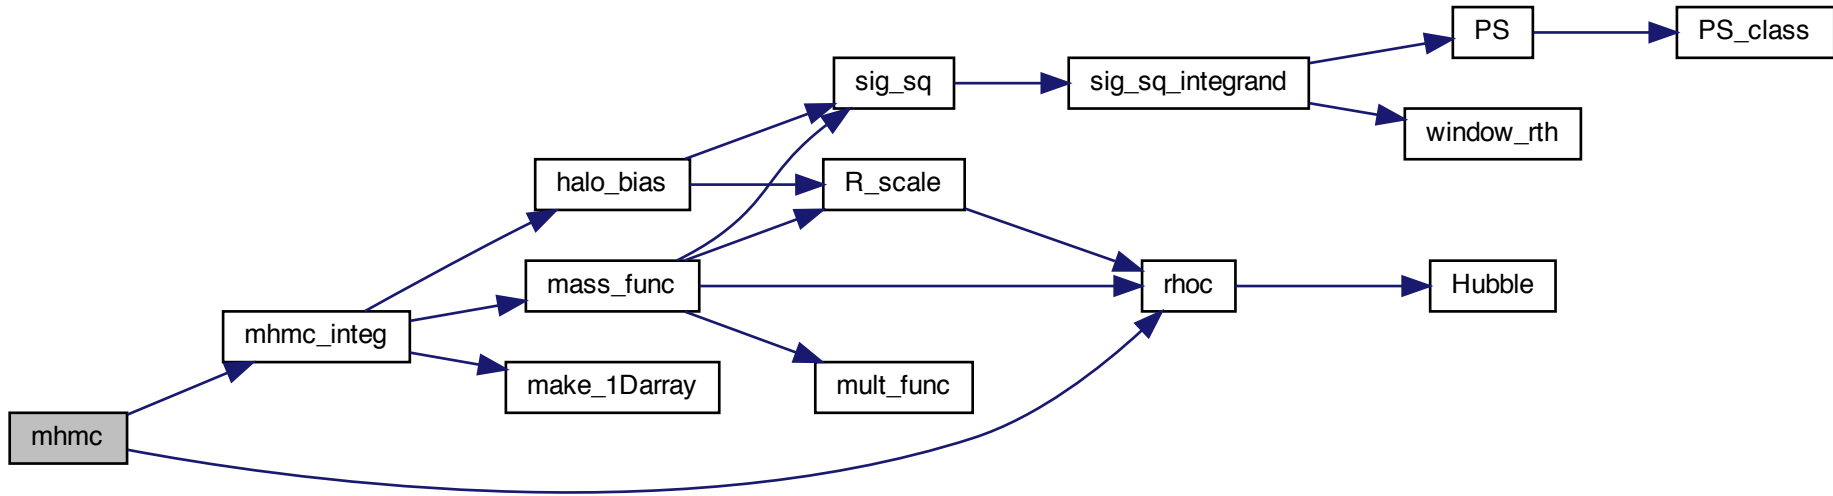 PS
PS_class
sig_sq
sig_sq_integrand
window_rth
halo_bias
R_scale
mass_func
rhoc
Hubble
mhmc_integ
make_1Darray
mult_func
mhmc